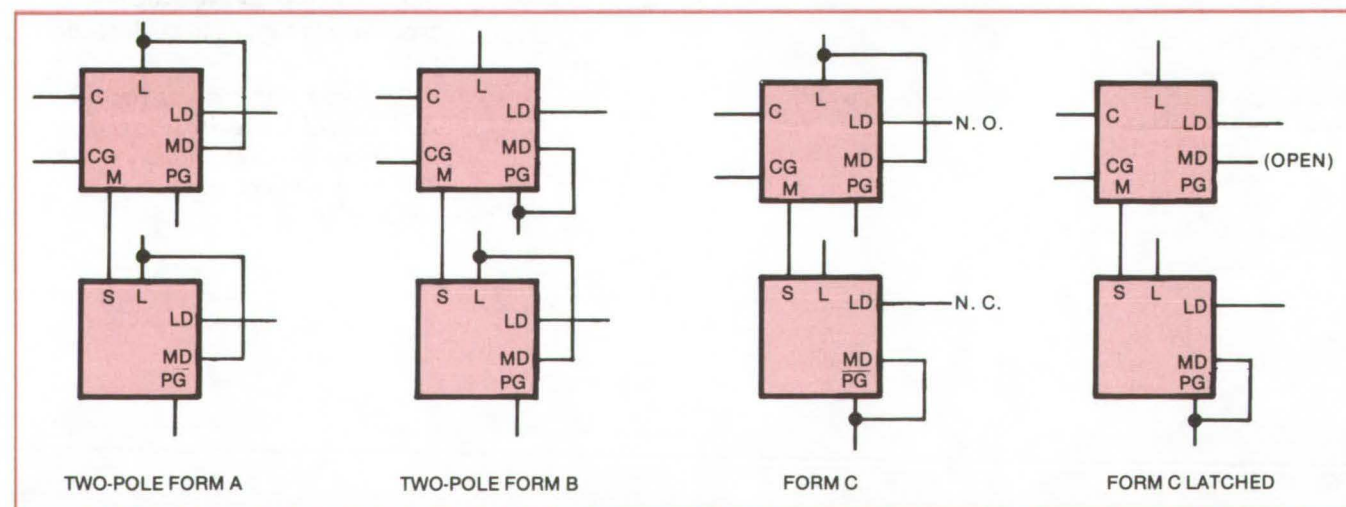 L
C
LD
MD
CG
M
PG
S
L
LD
MD
PG
TWO-POLE FORM A
L
C
LD
MD
CG
PG
M
S
L
LD
MD
PG
TWO-POLE FORM B
L
C
LD
N. O.
MD
CG
M
PG
S
L
LD
N. C.
MD
PG
FORM C
L
C
LD
MD
(OPEN)
CG
M
PG
S
L
LD
MD
PG
FORM C LATCHED